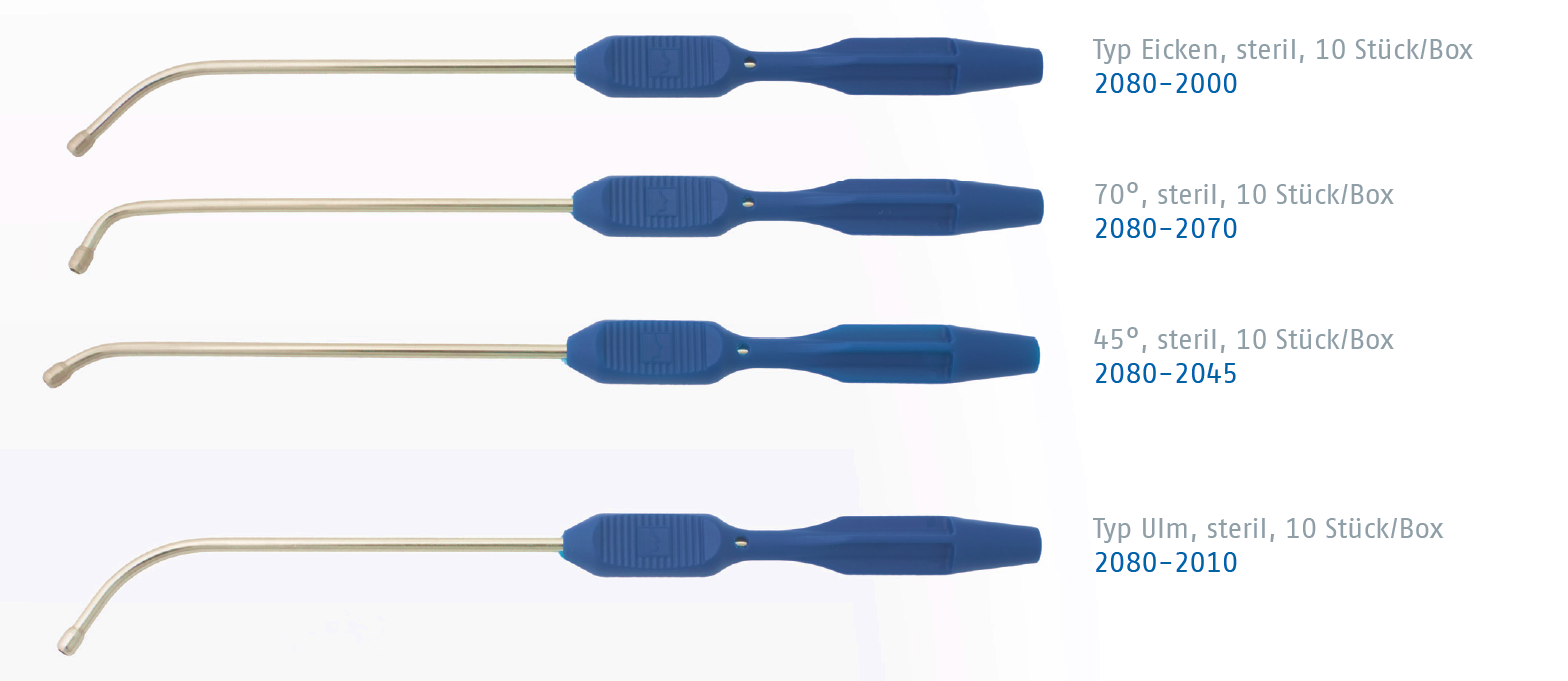 Typ Eicken, steril, 10 Stück/Box
2080-2000
70°, steril, 10 Stück/Box
2080-2070
45°, steril, 10 Stück/Box
2080-2045
Typ Ulm, steril, 10 Stück/Box
2080-2010